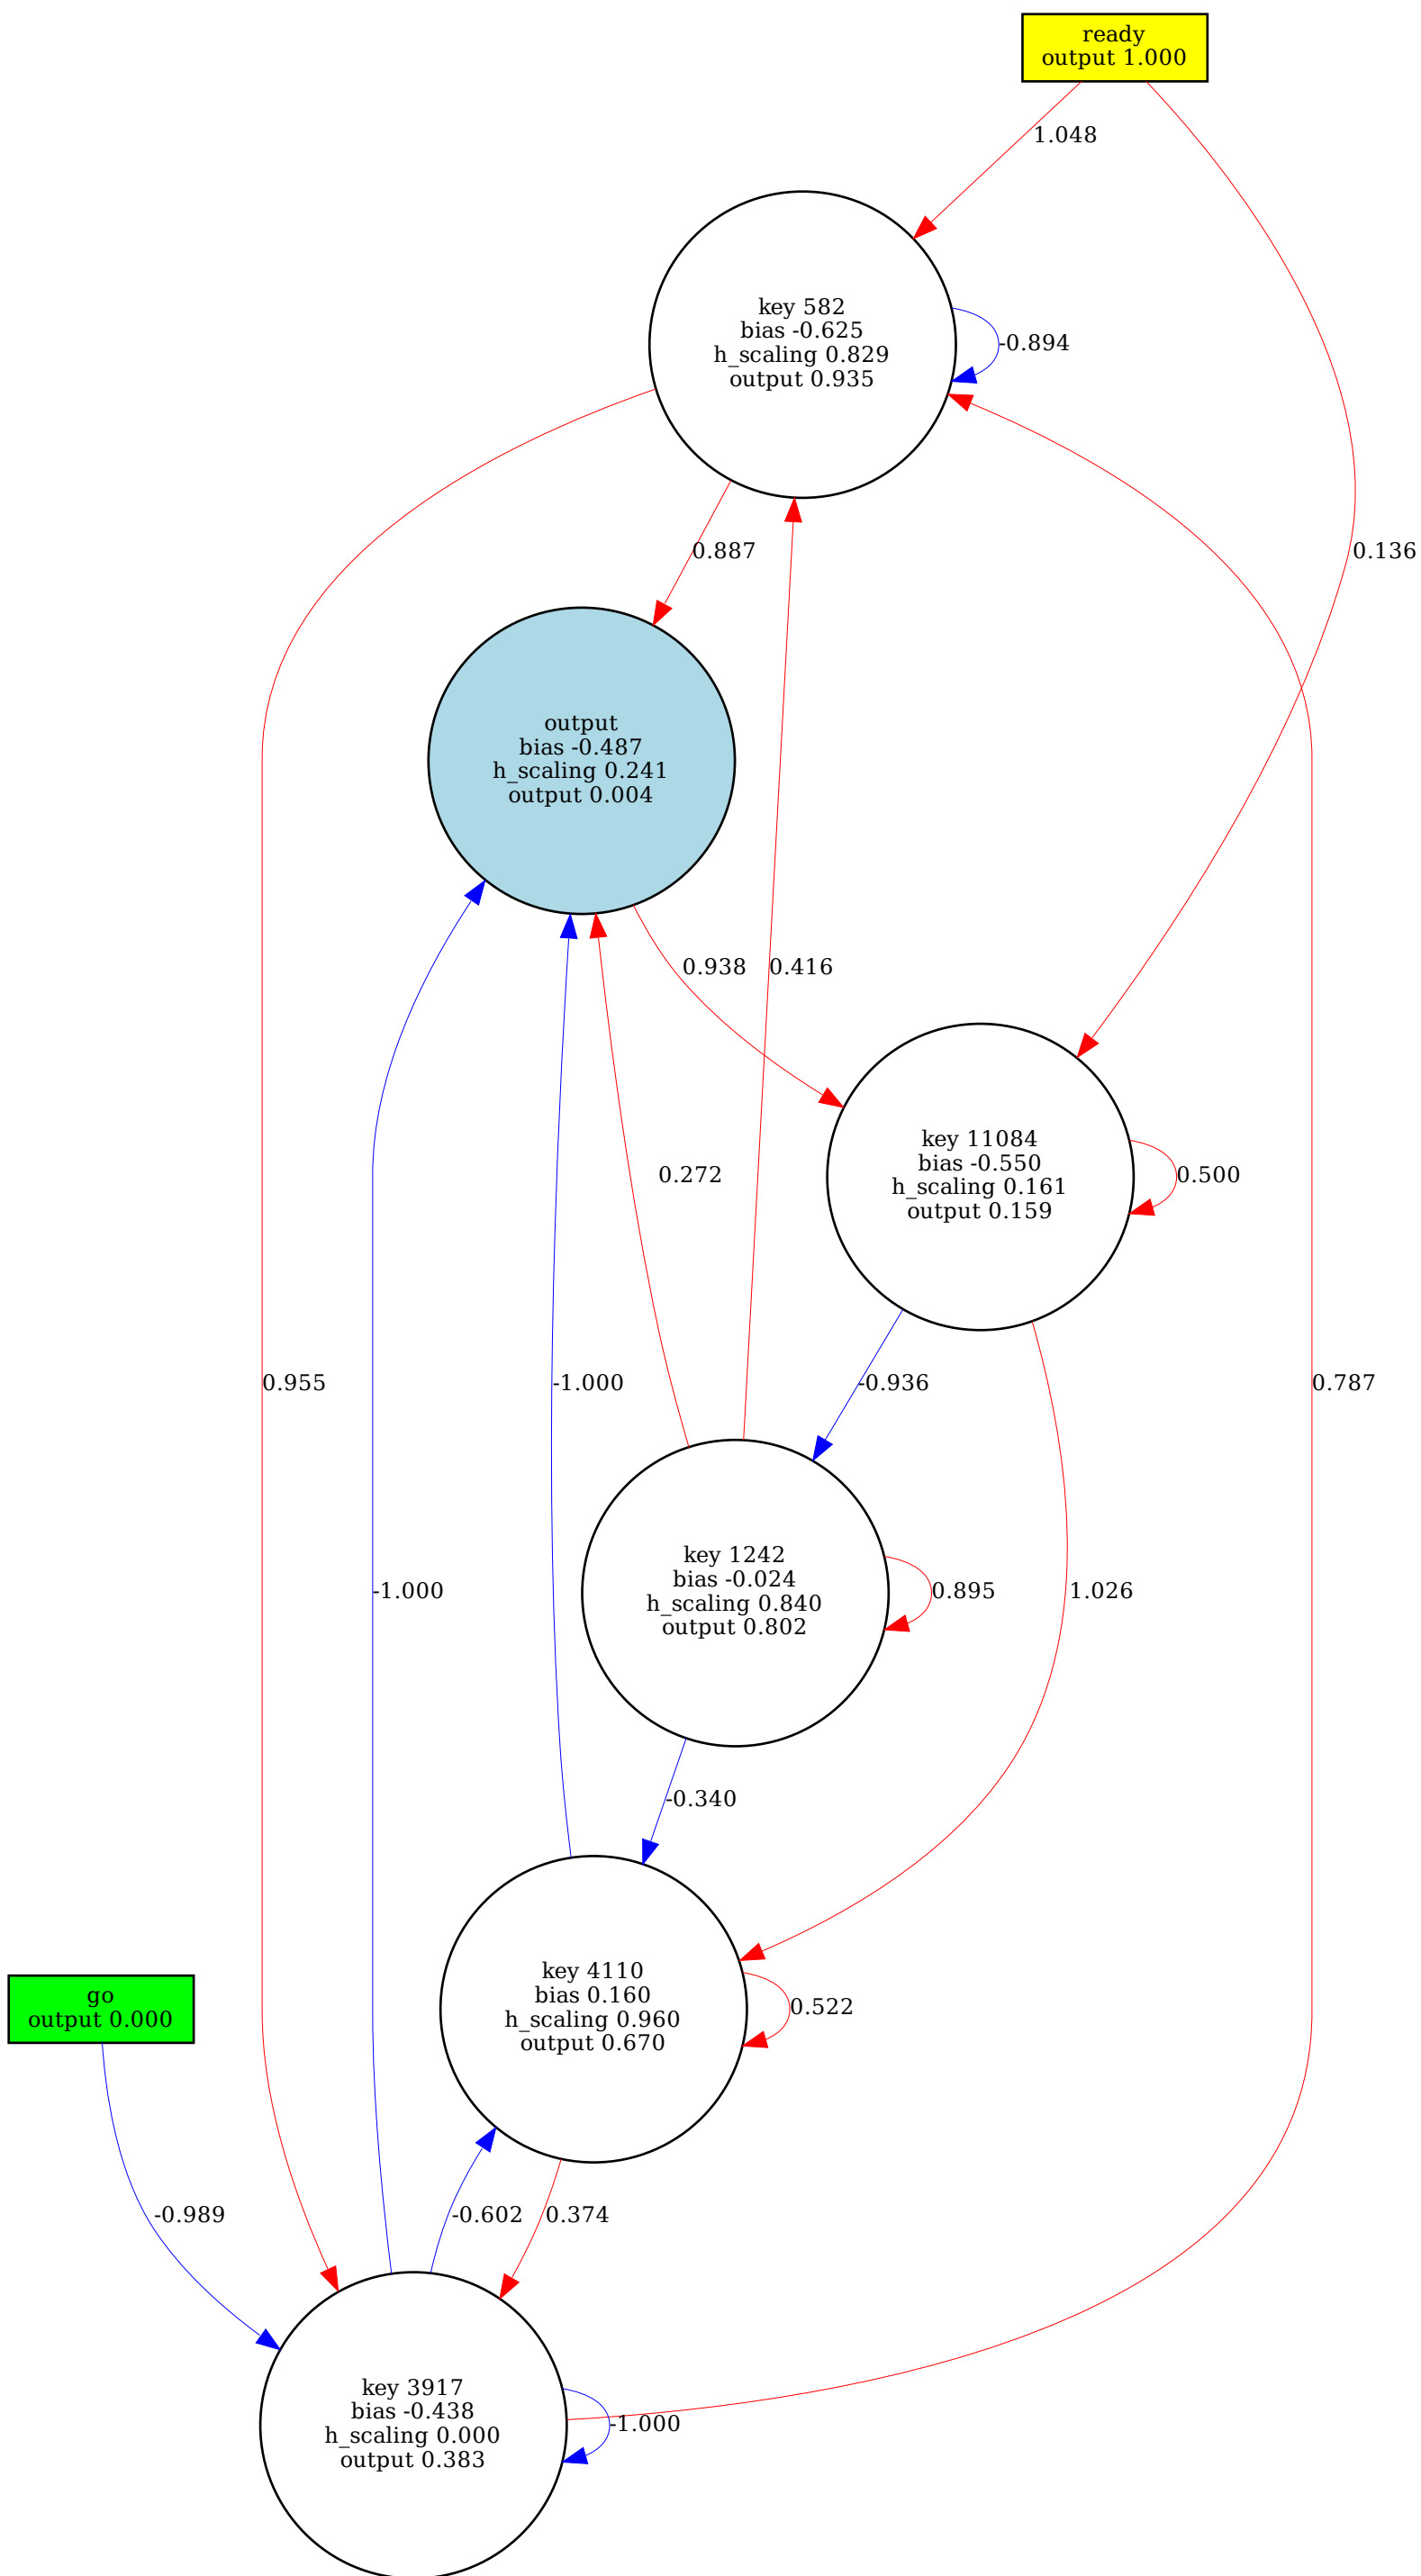 ready
output 1.000
1.048
key 582
bias -0.625
h_scaling 0.829
output 0.935
-0.894
0.887
0.136
output
bias -0.487
h_scaling 0.241
output 0.004
0.938
0.416
key 11084
bias -0.550
h_scaling 0.161
output 0.159
0.500
0.272
0.955
-1.000
-0.936
0.787
key 1242
bias -0.024
h_scaling 0.840
output 0.802
0.895
-1.000
1.026
-0.340
key 4110
bias 0.160
h_scaling 0.960
output 0.670
0.522
go
output 0.000
-0.989
-0.602
0.374
key 3917
bias -0.438
h_scaling 0.000
output 0.383
-1.000